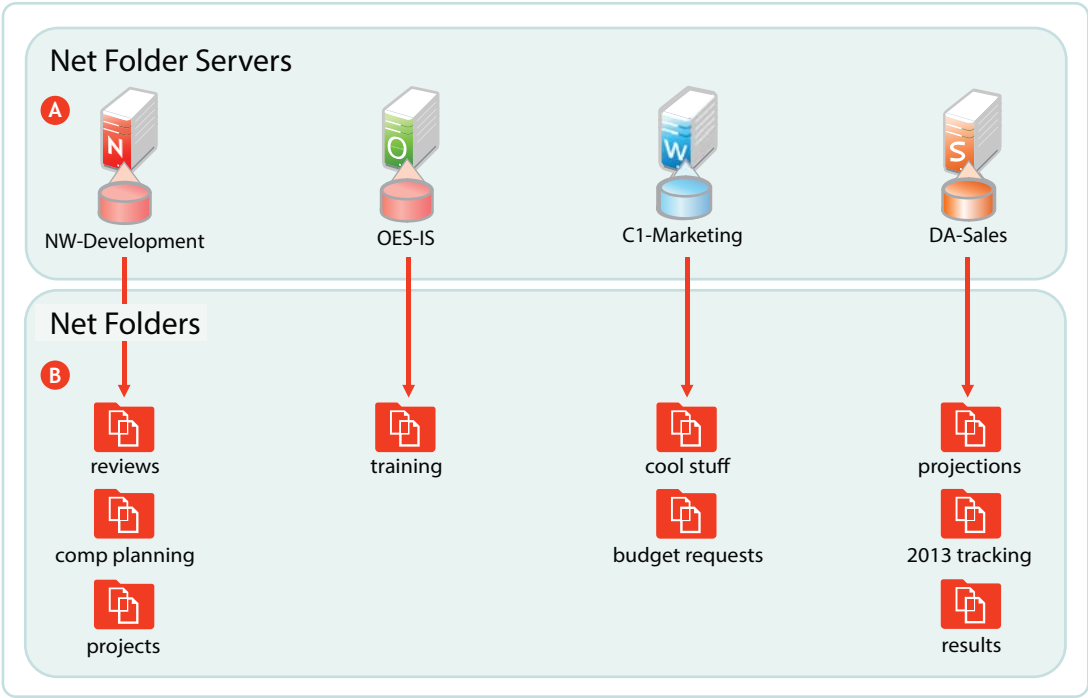 Net Folder Servers
A
N
O
W
S
NW-Development
OES-IS
C1-Marketing
DA-Sales
Net Folders
B
reviews
training
cool stuff
projections
comp planning
budget requests
2013 tracking
projects
results